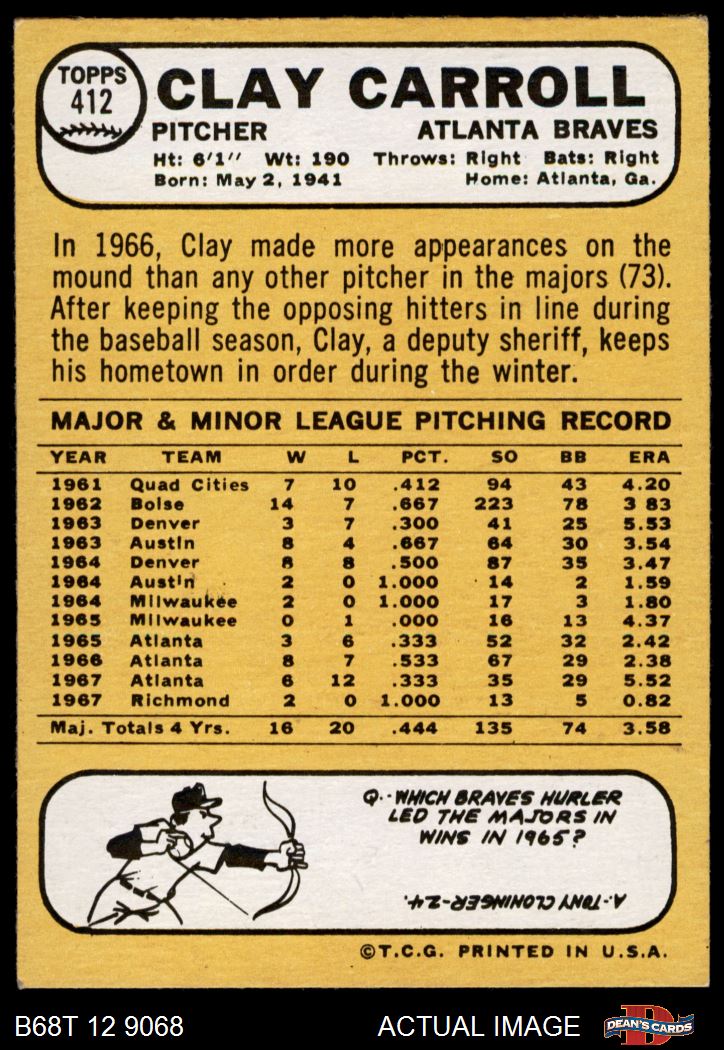 TOPPS
412
CLAY CARROLL
PITCHER ATLANTA BRAVES
Ht: 6'1" Wt: 190 Throws: Right Bats: Right
Born: May 2, 1941 Home: Atlanta, Ga.
In 1966, Clay made more appearances on the
mound than any other pitcher in the majors (73).
After keeping the opposing hitters in line during
the baseball season, Clay, a deputy sheriff, keeps
his hometown in order during the winter.
MAJOR & MINOR LEAGUE PITCHING RECORD
YEAR TEAM W L PCT. SO BB ERA
1961 Quad Cities 7 10 .412 94 43 4.20
1962 Boise 14 7 .667 223 78 3 83
1963 Denver 3 7 .300 41 25 5.53
1963 Austin 8 4 .667 64 30 3.54
1964 Denver 8 8 .500 87 35 3.47
1964 Austin 2 0 1.000 14 2 1.59
1964 Milwaukee 2 0 1.000 17 3 1.80
1965 Milwaukee 0 1 .000 16 13 4.37
1965 Atlanta 3 6 .333 52 32 2.42
1966 Atlanta 8 7 .533 67 29 2.38
1967 Atlanta 6 12 .333 35 29 5.52
1967 Richmond 2 0 1.000 13 5 0.82
Maj. Totals 4 Yrs. 16 20 .444 135 74 3.58
Q.-WHICH BRAVES HURLER
LED THE MAJORS IN
WINS IN 1965?
A.-TONY CLONINGER-24.
©T.C.G. PRINTED IN U.S.A.
B68T 12 9068 ACTUAL IMAGE D DEAN'S CARDS